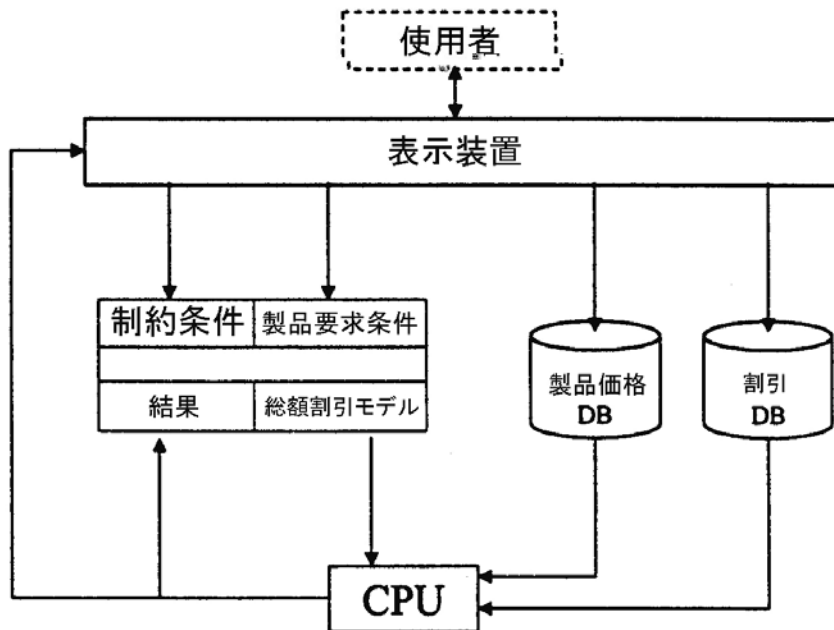 使用者
表示装置
制約条件
製品要求条件
結果
総額割引モデル
製品価格
DB
割引
DB
CPU